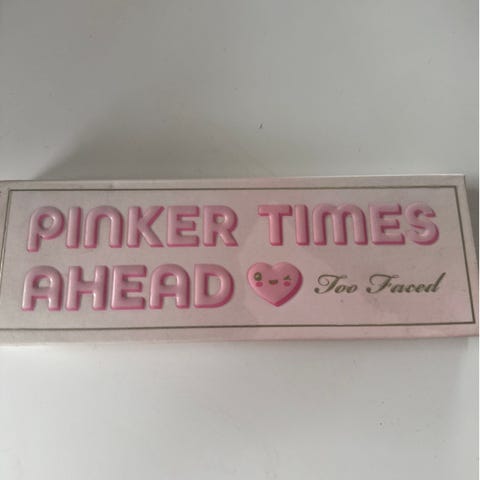 PINKER TIMES
AHEAD Too Faced